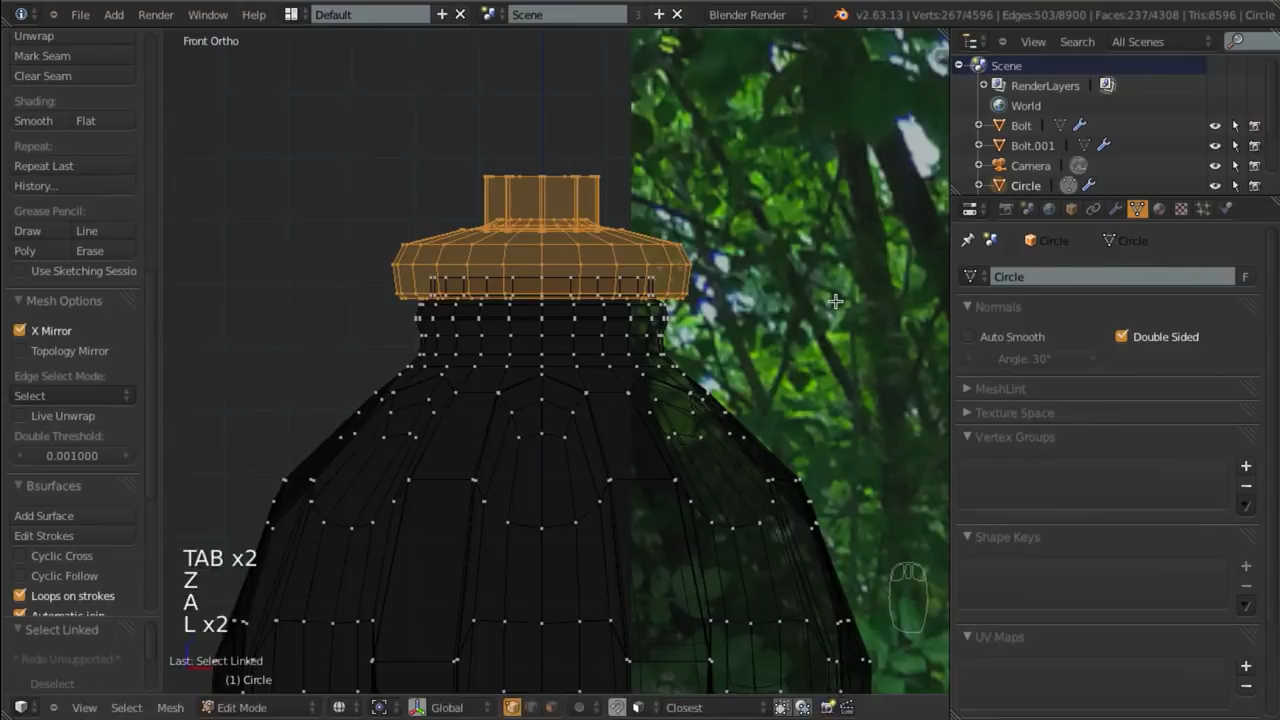 File Add Render Window Help Default Scene 3 Blender Render v2.63.13 | Verts:267/4596 | Edges:503/8900 | Faces:237/4308 | Tris:8596 | Circle
Unwrap
Mark Seam
Clear Seam
Shading:
Smooth Flat
Repeat:
Repeat Last
History...
Grease Pencil:
Draw Line
Poly Erase
Use Sketching Sessio
Mesh Options
X Mirror
Topology Mirror
Edge Select Mode:
Select
Live Unwrap
Double Threshold:
0.001000
Bsurfaces
Add Surface
Edit Strokes
Cyclic Cross
Cyclic Follow
Loops on strokes
Automatic join
Select Linked
* Redo Unsupported *
Deselect
Front Ortho
TAB x2
Z
A
L x2
Last: Select Linked
(1) Circle
View Select Mesh Edit Mode Global Closest
View Search All Scenes
Scene
RenderLayers |
World
Bolt |
Bolt.001 |
Camera |
Circle |
Circle Circle
Circle F
Normals
Auto Smooth Double Sided
Angle: 30°
MeshLint
Texture Space
Vertex Groups
Shape Keys
UV Maps